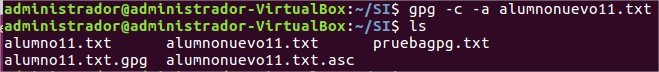 administrador@administrador-VirtualBox:~/SI$ gpg -c -a alumnonuevo11.txt
administrador@administrador-VirtualBox:~/SI$ ls
alumno11.txt alumnonuevo11.txt pruebagpg.txt
alumno11.txt.gpg alumnonuevo11.txt.asc